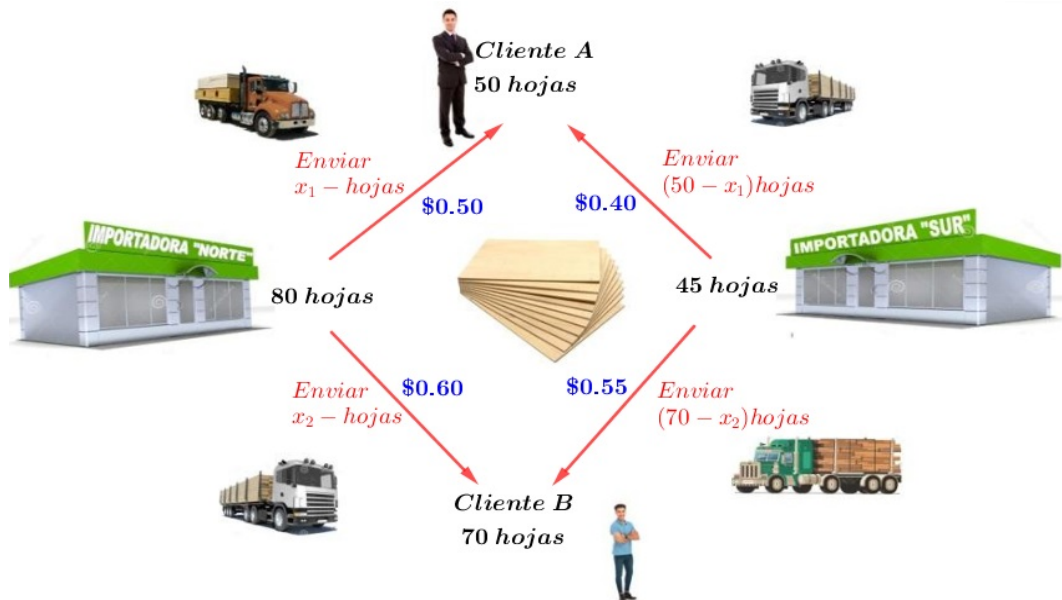 Cliente A
50 hojas
Enviar
x₁ − hojas
Enviar
(50 − x₁)hojas
$0.50
$0.40
IMPORTADORA "NORTE"
IMPORTADORA "SUR"
80 hojas
45 hojas
$0.60
$0.55
Enviar
x₂ − hojas
Enviar
(70 − x₂)hojas
Cliente B
70 hojas